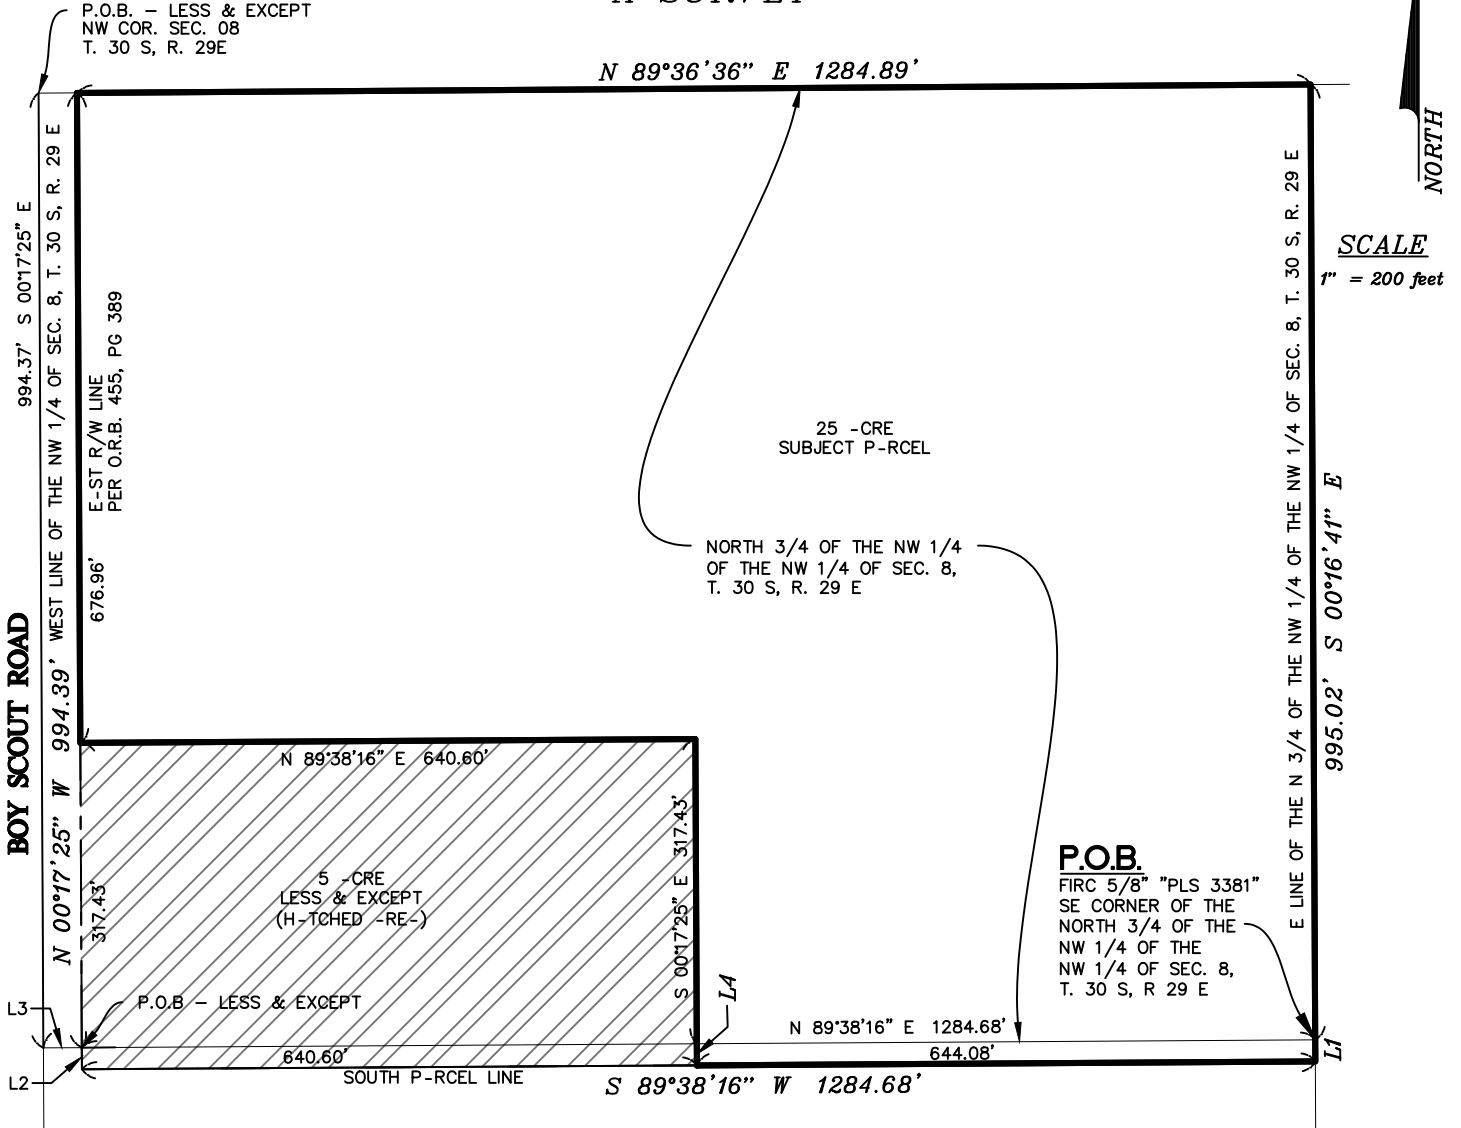 P.O.B. - LESS & EXCEPT
NW COR. SEC. 08
T. 30 S, R. 29E
N 89°36'36" E 1284.89'
NORTH
SCALE
1" = 200 feet
994.37' S 00°17'25" E
WEST LINE OF THE NW 1/4 OF SEC. 8, T. 30 S, R. 29 E
E-ST R/W LINE
PER O.R.B. 455, PG 389
676.96'
25 -CRE
SUBJECT P-RCEL
NORTH 3/4 OF THE NW 1/4
OF THE NW 1/4 OF SEC. 8,
T. 30 S, R. 29 E
E LINE OF THE N 3/4 OF THE NW 1/4 OF THE NW 1/4 OF SEC. 8, T. 30 S, R. 29 E
995.02' S 00°16'41" E
BOY SCOUT ROAD
N 00°17'25" W 994.39'
N 89°38'16" E 640.60'
317.43'
5 -CRE
LESS & EXCEPT
(H-TCHED -RE-)
S 00°17'25" E 317.43'
P.O.B.
FIRC 5/8" "PLS 3381"
SE CORNER OF THE
NORTH 3/4 OF THE
NW 1/4 OF THE
NW 1/4 OF SEC. 8,
T. 30 S, R 29 E
L4
L3
P.O.B - LESS & EXCEPT
N 89°38'16" E 1284.68'
640.60'
644.08'
L1
L2
SOUTH P-RCEL LINE
S 89°38'16" W 1284.68'